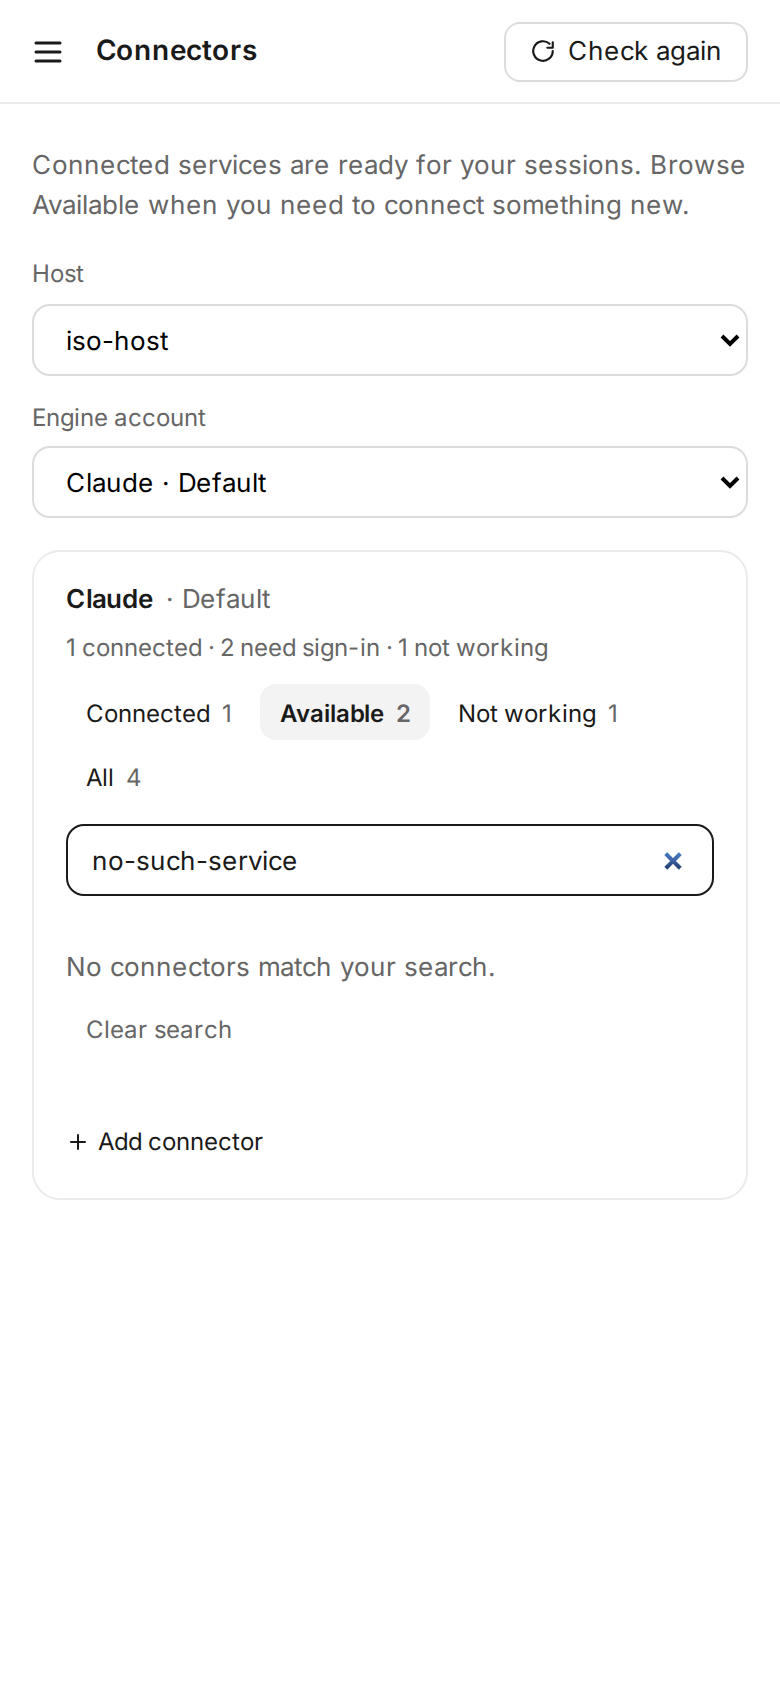 Connectors
Check again
Connected services are ready for your sessions. Browse
Available when you need to connect something new.
Host
iso-host
Engine account
Claude · Default
Claude · Default
1 connected · 2 need sign-in · 1 not working
Connected 1 Available 2 Not working 1
All 4
no-such-service
No connectors match your search.
Clear search
+ Add connector